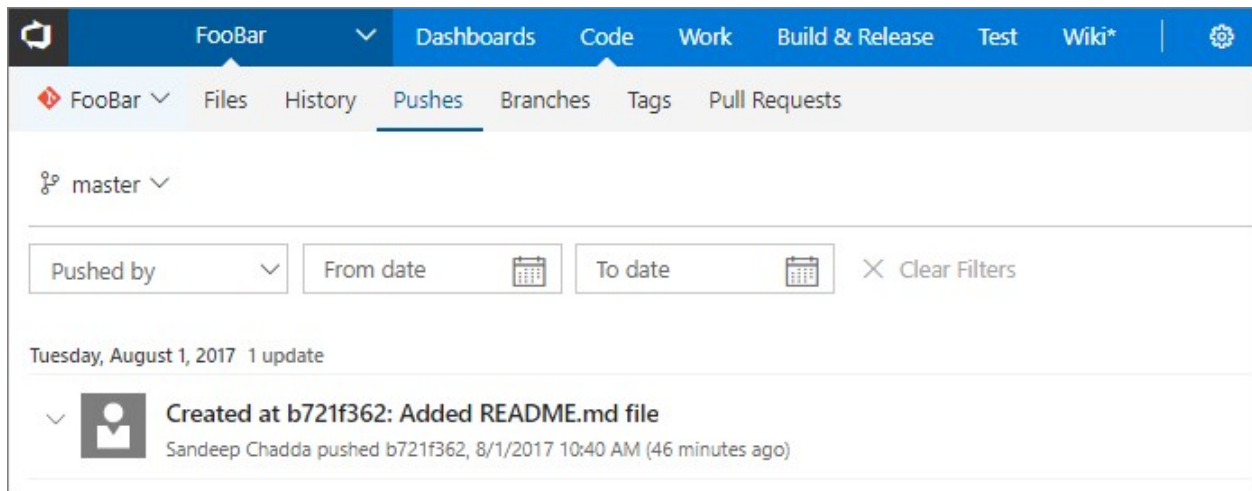 FooBar Dashboards Code Work Build & Release Test Wiki*
FooBar Files History Pushes Branches Tags Pull Requests
master
Pushed by From date To date Clear Filters
Tuesday, August 1, 2017 1 update
Created at b721f362: Added README.md file
Sandeep Chadda pushed b721f362, 8/1/2017 10:40 AM (46 minutes ago)